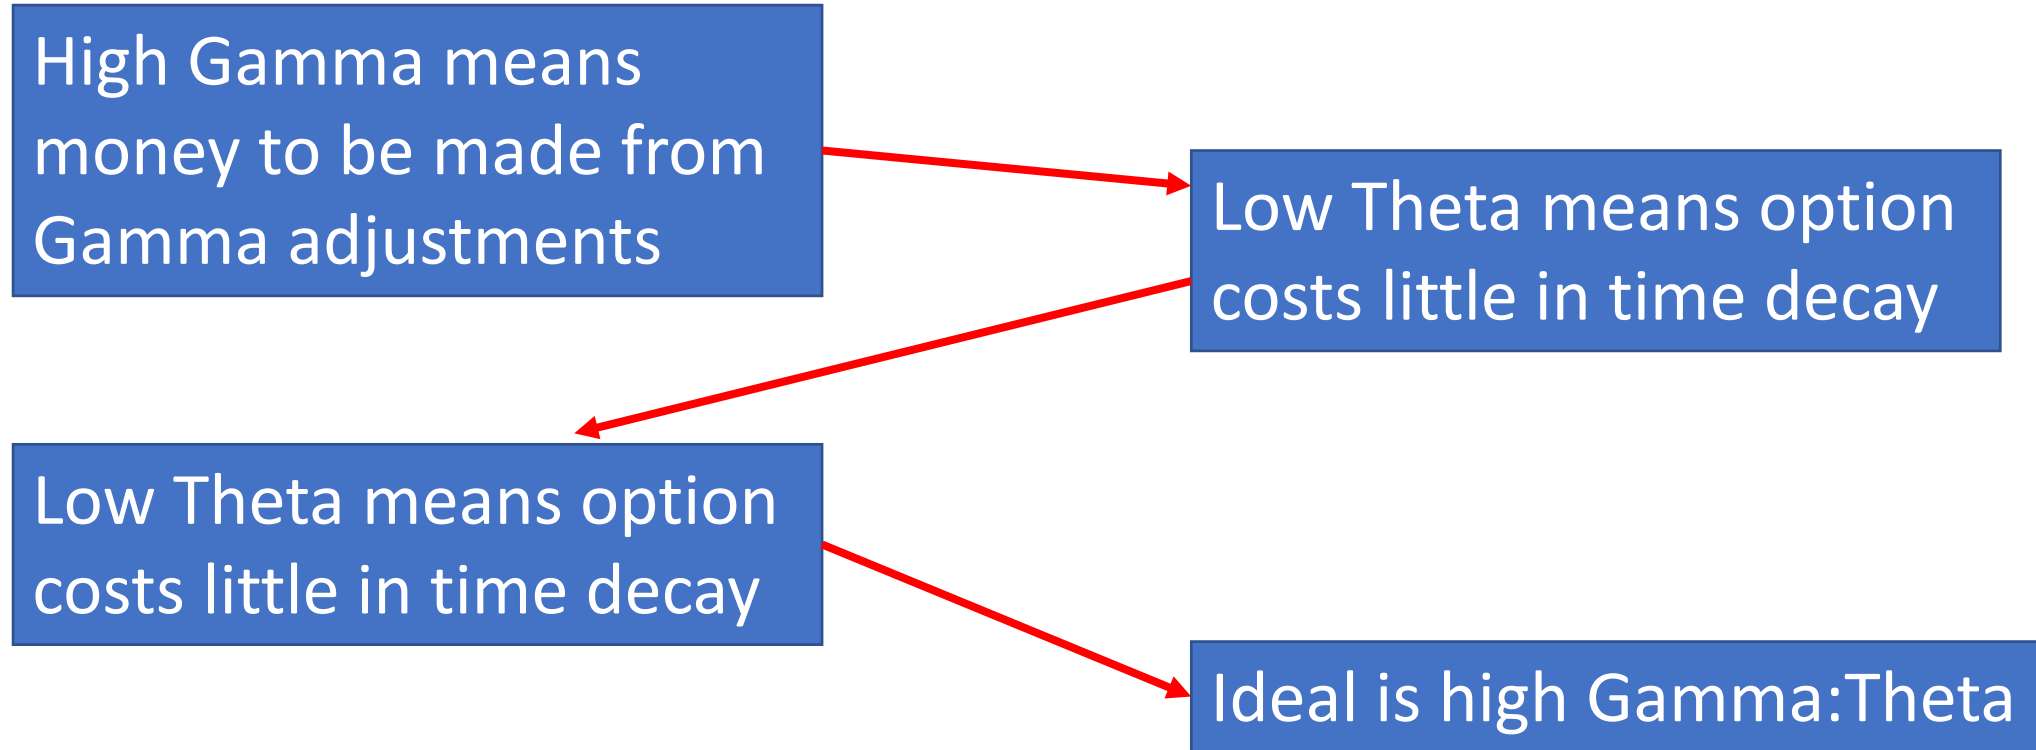 High Gamma means
money to be made from
Gamma adjustments
Low Theta means option
costs little in time decay
Low Theta means option
costs little in time decay
Ideal is high Gamma:Theta